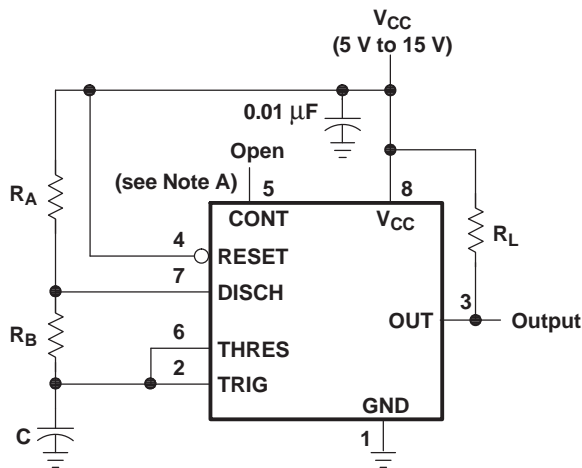 VCC
(5 V to 15 V)
0.01 μF
Open
(see Note A)
5
8
RA
CONT
VCC
RL
4
RESET
7
DISCH
3
OUT
Output
RB
6
THRES
2
TRIG
GND
C
1